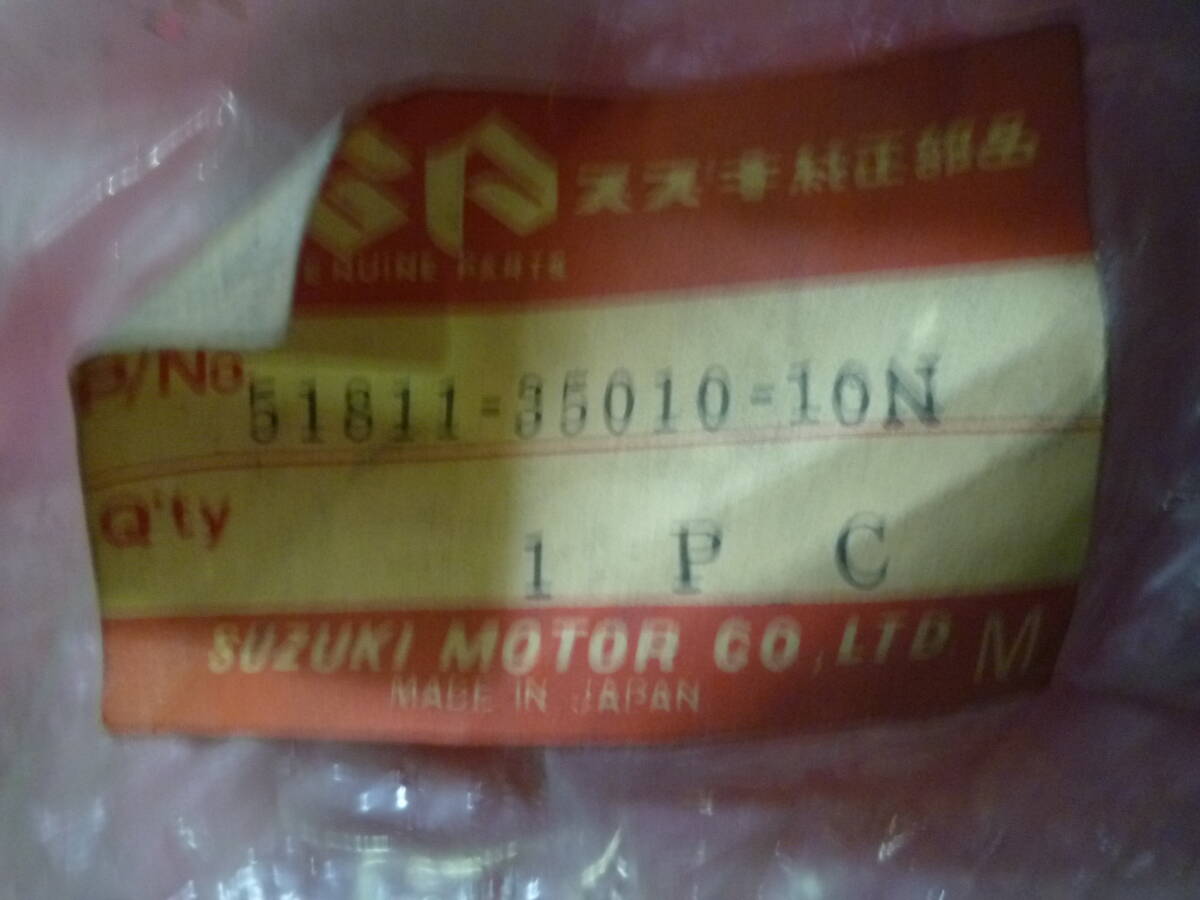 スズキ純正部品
GENUINE PARTS
P/No 51811-35010-10N
Q'ty 1 PC
SUZUKI MOTOR CO., LTD. M
MADE IN JAPAN